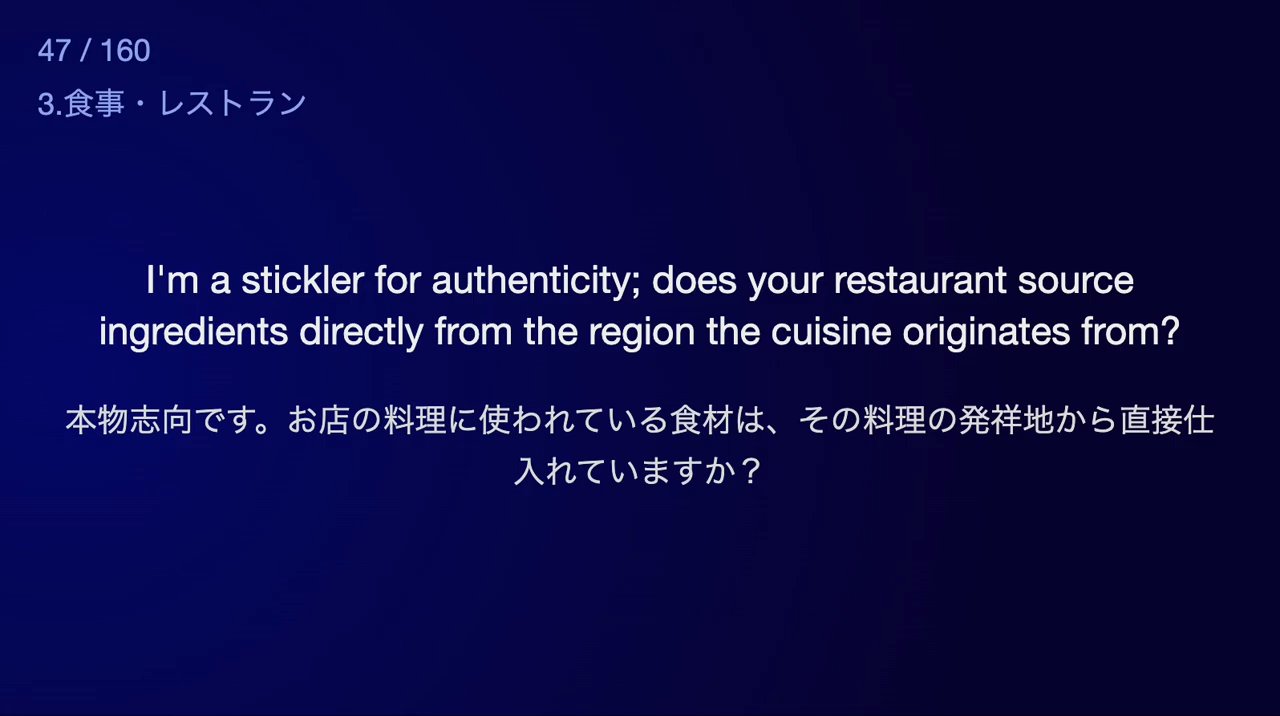 47 / 160
3.食事・レストラン
I'm a stickler for authenticity; does your restaurant source
ingredients directly from the region the cuisine originates from?
本物志向です。お店の料理に使われている食材は、その料理の発祥地から直接仕
入れていますか？